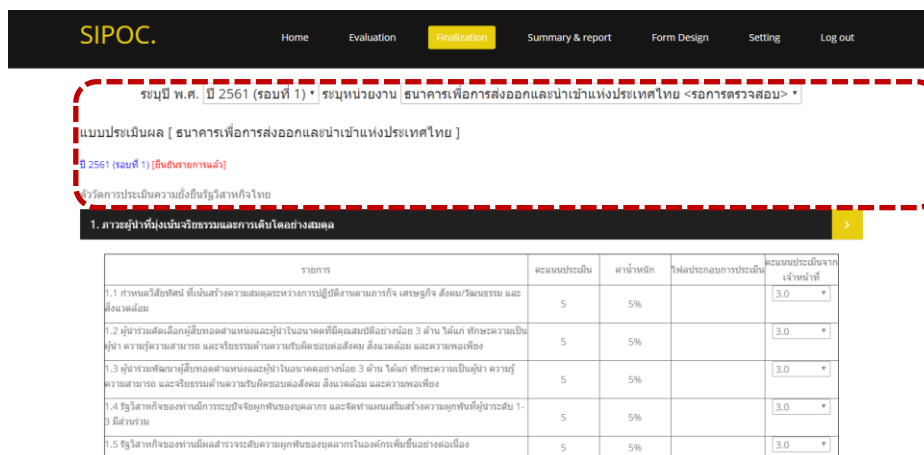 SIPOC.
Home Evaluation Finalization Summary & report Form Design Setting Log out
ระบุปี พ.ศ. ปี 2561 (รอบที่ 1) ระบุหน่วยงาน ธนาคารเพื่อการส่งออกและนำเข้าแห่งประเทศไทย <รอการตรวจสอบ>
แบบประเมินผล [ ธนาคารเพื่อการส่งออกและนำเข้าแห่งประเทศไทย ]
ปี 2561 (รอบที่ 1) [ยืนยันรายการแล้ว]
ตัววัดการประเมินความยั่งยืนรัฐวิสาหกิจไทย
1. ภาวะผู้นำที่มุ่งเน้นจริยธรรมและการเติบโตอย่างสมดุล
รายการ คะแนนประเมิน ค่าน้ำหนัก ไฟล์ประกอบการประเมิน คะแนนประเมินจาก
เจ้าหน้าที่
1.1 กำหนดวิสัยทัศน์ ที่เน้นสร้างความสมดุลระหว่างการปฏิบัติงานตามภารกิจ เศรษฐกิจ สังคม/วัฒนธรรม และ
สิ่งแวดล้อม
5 5% 3.0
1.2 ผู้นำร่วมคัดเลือกผู้สืบทอดตำแหน่งและผู้นำในอนาคตที่มีคุณสมบัติอย่างน้อย 3 ด้าน ได้แก่ ทักษะความเป็น
ผู้นำ ความรู้ความสามารถ และจริยธรรมด้านความรับผิดชอบต่อสังคม สิ่งแวดล้อม และความพอเพียง
5 5% 3.0
1.3 ผู้นำร่วมพัฒนาผู้สืบทอดตำแหน่งและผู้นำในอนาคตอย่างน้อย 3 ด้าน ได้แก่ ทักษะความเป็นผู้นำ ความรู้
ความสามารถ และจริยธรรมด้านความรับผิดชอบต่อสังคม สิ่งแวดล้อม และความพอเพียง
5 5% 3.0
1.4 รัฐวิสาหกิจของท่านมีการระบุปัจจัยผูกพันของบุคลากร และจัดทำแผนเสริมสร้างความผูกพันที่ผู้นำระดับ 1-
3 มีส่วนร่วม
5 5% 3.0
1.5 รัฐวิสาหกิจของท่านมีผลสำรวจระดับความผูกพันของบุคลากรในองค์กรเพิ่มขึ้นอย่างต่อเนื่อง
5 5% 3.0